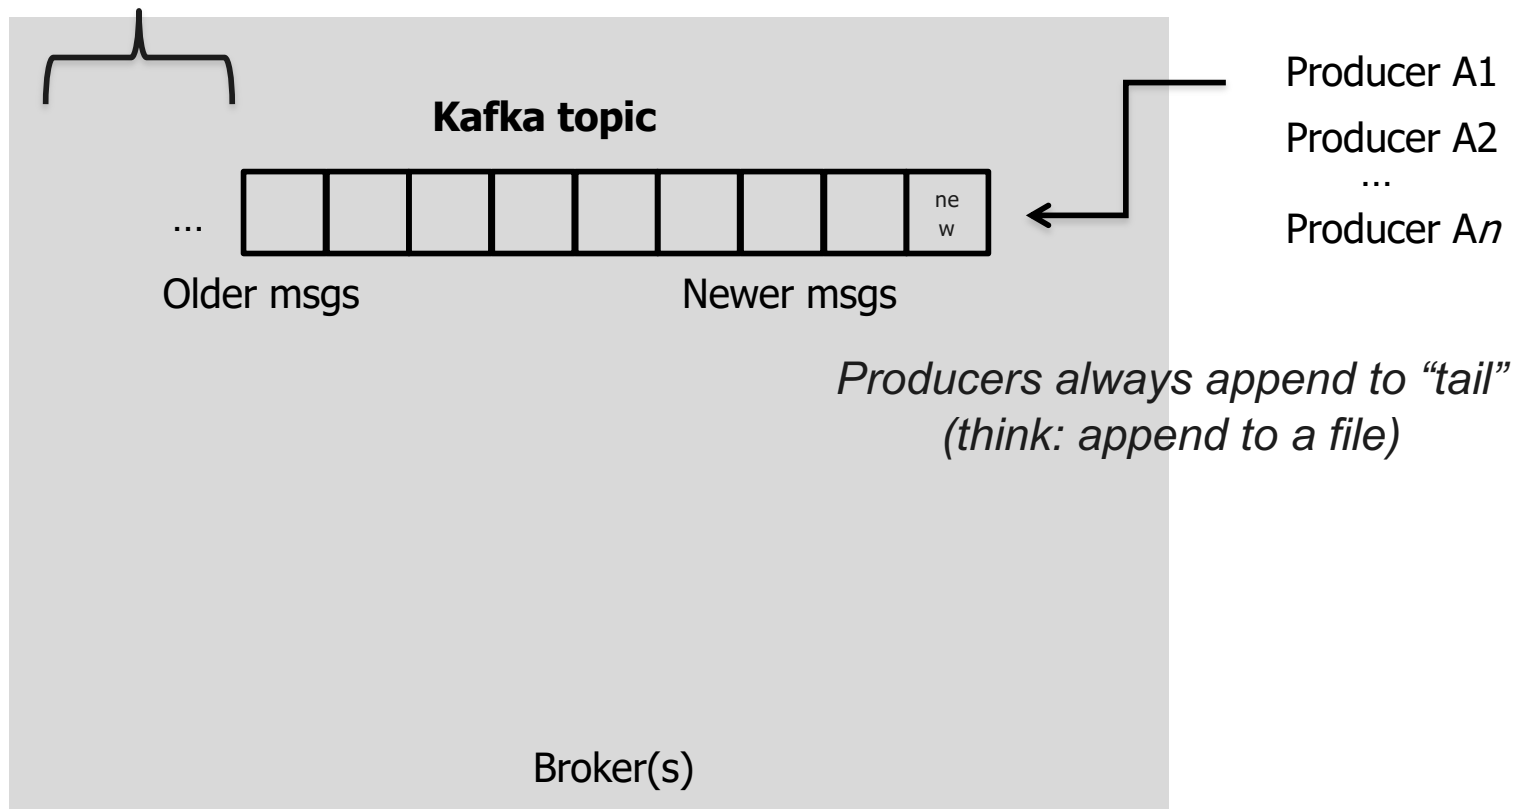 Kafka topic
Producer A1
Producer A2
...
Producer An
ne
w
...
Older msgs
Newer msgs
Producers always append to “tail”
(think: append to a file)
Broker(s)